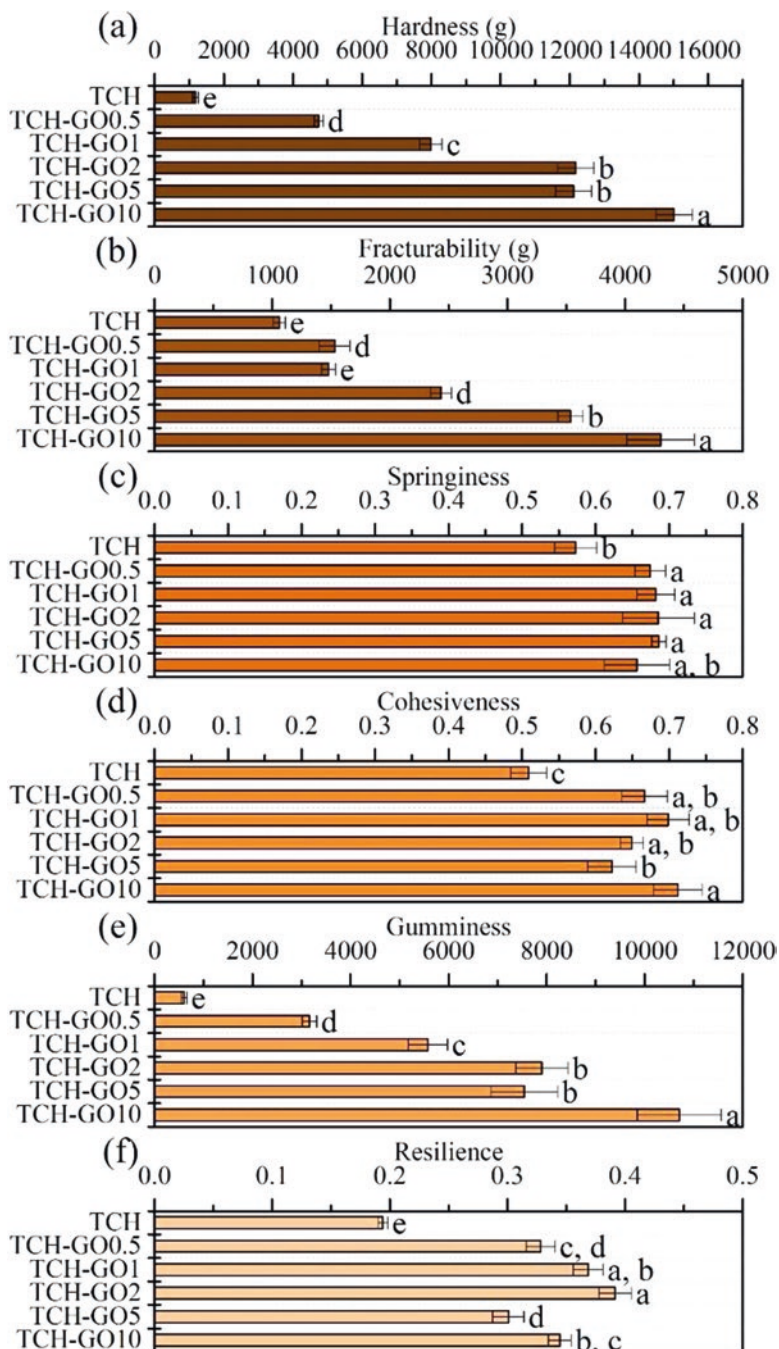 (a) Hardness (g)
0 2000 4000 6000 8000 10000 12000 14000 16000
TCH e
TCH-GO0.5 d
TCH-GO1 c
TCH-GO2 b
TCH-GO5 b
TCH-GO10 a
(b) Fracturability (g)
0 1000 2000 3000 4000 5000
TCH e
TCH-GO0.5 d
TCH-GO1 e
TCH-GO2 d
TCH-GO5 b
TCH-GO10 a
(c) Springiness
0.0 0.1 0.2 0.3 0.4 0.5 0.6 0.7 0.8
TCH b
TCH-GO0.5 a
TCH-GO1 a
TCH-GO2 a
TCH-GO5 a
TCH-GO10 a, b
(d) Cohesiveness
0.0 0.1 0.2 0.3 0.4 0.5 0.6 0.7 0.8
TCH c
TCH-GO0.5 a, b
TCH-GO1 a, b
TCH-GO2 a, b
TCH-GO5 b
TCH-GO10 a
(e) Gumminess
0 2000 4000 6000 8000 10000 12000
TCH e
TCH-GO0.5 d
TCH-GO1 c
TCH-GO2 b
TCH-GO5 b
TCH-GO10 a
(f) Resilience
0.0 0.1 0.2 0.3 0.4 0.5
TCH e
TCH-GO0.5 c, d
TCH-GO1 a, b
TCH-GO2 a
TCH-GO5 d
TCH-GO10 b, c